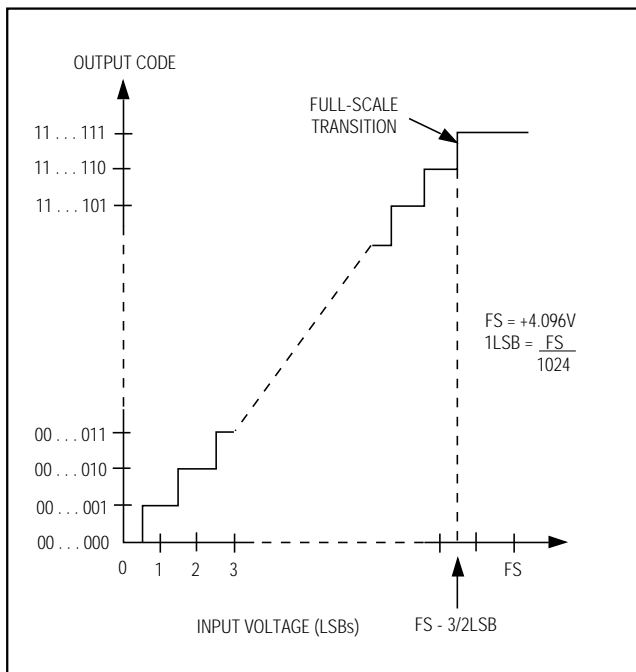 OUTPUT CODE
FULL-SCALE
TRANSITION
11 . . . 111
11 . . . 110
11 . . . 101
FS = +4.096V
1LSB = FS
1024
00 . . . 011
00 . . . 010
00 . . . 001
00 . . . 000
0 1 2 3 FS
INPUT VOLTAGE (LSBs) FS - 3/2LSB